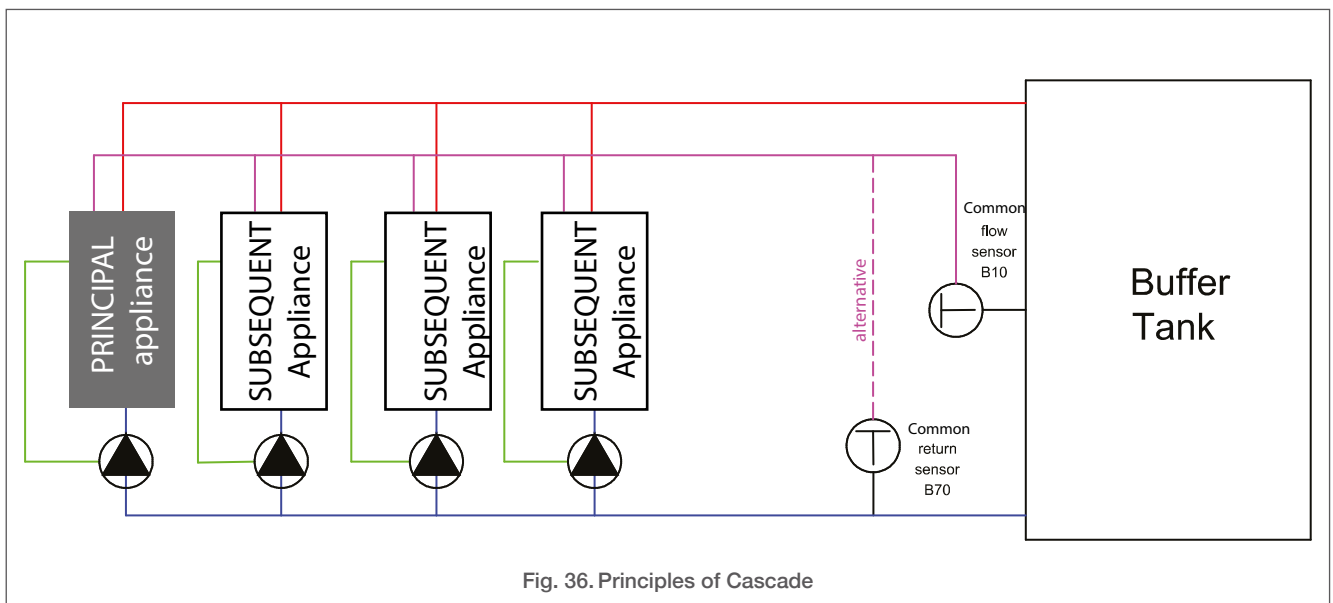 PRINCIPAL
appliance
SUBSEQUENT
Appliance
SUBSEQUENT
Appliance
SUBSEQUENT
Appliance
alternative
Common
flow
sensor
B10
Common
return
sensor
B70
Buffer
Tank
Fig. 36. Principles of Cascade